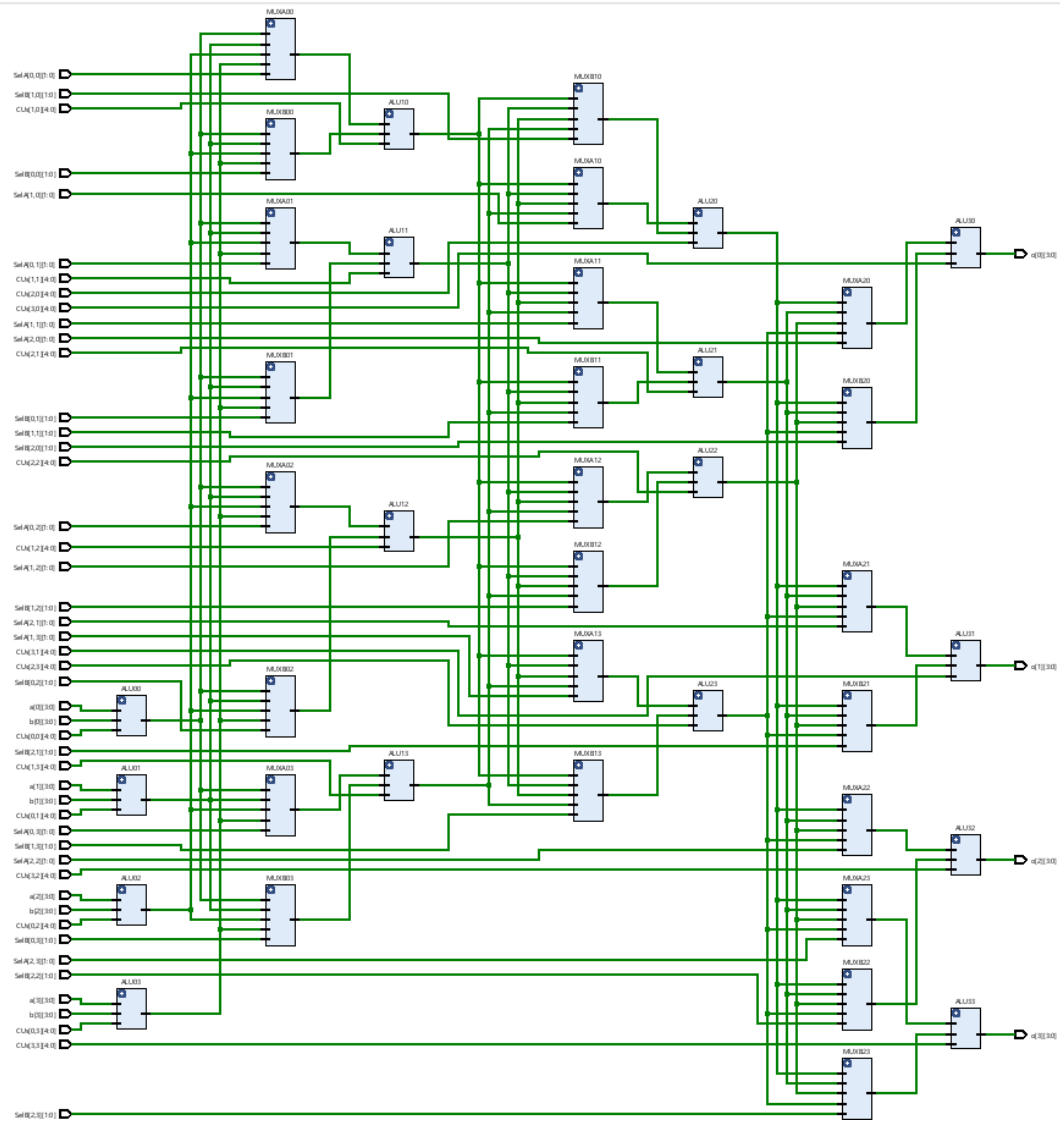 MUXA00
SelA[0,0][1:0]
MUXB10
SelB[1,0][1:0]
ALU10
CUs[1,0][4:0]
MUXB00
MUXA10
SelB[0,0][1:0]
SelA[1,0][1:0]
MUXA01
ALU20
ALU11
ALU30
o[0][3:0]
MUXA11
SelA[0,1][1:0]
CUs[1,1][4:0]
MUXA20
CUs[2,0][4:0]
CUs[3,0][4:0]
SelA[1,1][1:0]
SelA[2,0][1:0]
CUs[2,1][4:0]
ALU21
MUXB01
MUXB11
MUXB20
SelB[0,1][1:0]
SelB[1,1][1:0]
SelB[2,0][1:0]
ALU22
CUs[2,2][4:0]
MUXA02
MUXA12
ALU12
SelA[0,2][1:0]
CUs[1,2][4:0]
MUXB12
SelA[1,2][1:0]
MUXA21
SelB[1,2][1:0]
SelA[2,1][1:0]
SelA[1,3][1:0]
MUXA13
ALU31
CUs[3,1][4:0]
CUs[2,3][4:0]
o[1][3:0]
MUXB02
SelB[0,2][1:0]
ALU00
ALU23
MUXB21
a[0][3:0]
b[0][3:0]
CUs[0,0][4:0]
SelB[2,1][1:0]
ALU13
MUXB13
CUs[1,3][4:0]
ALU01
MUXA03
a[1][3:0]
MUXA22
b[1][3:0]
CUs[0,1][4:0]
SelA[0,3][1:0]
ALU32
SelB[1,3][1:0]
SelA[2,2][1:0]
o[2][3:0]
CUs[3,2][4:0]
ALU02
MUXB03
MUXA23
a[2][3:0]
b[2][3:0]
CUs[0,2][4:0]
SelB[0,3][1:0]
SelA[2,3][1:0]
MUXB22
SelB[2,2][1:0]
ALU03
a[3][3:0]
ALU33
b[3][3:0]
CUs[0,3][4:0]
o[3][3:0]
CUs[3,3][4:0]
MUXB23
SelB[2,3][1:0]